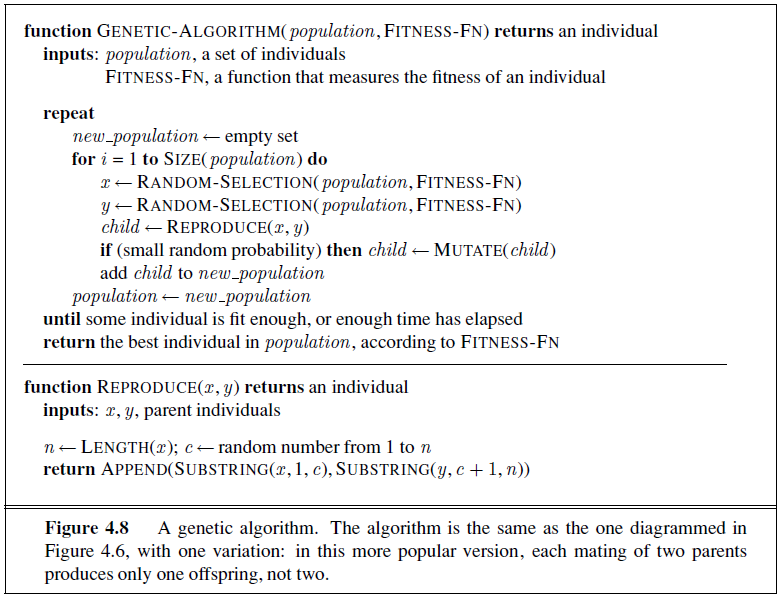 function GENETIC-ALGORITHM(population, FITNESS-FN) returns an individual
inputs: population, a set of individuals
FITNESS-FN, a function that measures the fitness of an individual
repeat
new_population ← empty set
for i = 1 to SIZE(population) do
x ← RANDOM-SELECTION(population, FITNESS-FN)
y ← RANDOM-SELECTION(population, FITNESS-FN)
child ← REPRODUCE(x, y)
if (small random probability) then child ← MUTATE(child)
add child to new_population
population ← new_population
until some individual is fit enough, or enough time has elapsed
return the best individual in population, according to FITNESS-FN
function REPRODUCE(x, y) returns an individual
inputs: x, y, parent individuals
n ← LENGTH(x); c ← random number from 1 to n
return APPEND(SUBSTRING(x, 1, c), SUBSTRING(y, c + 1, n))
Figure 4.8 A genetic algorithm. The algorithm is the same as the one diagrammed in
Figure 4.6, with one variation: in this more popular version, each mating of two parents
produces only one offspring, not two.